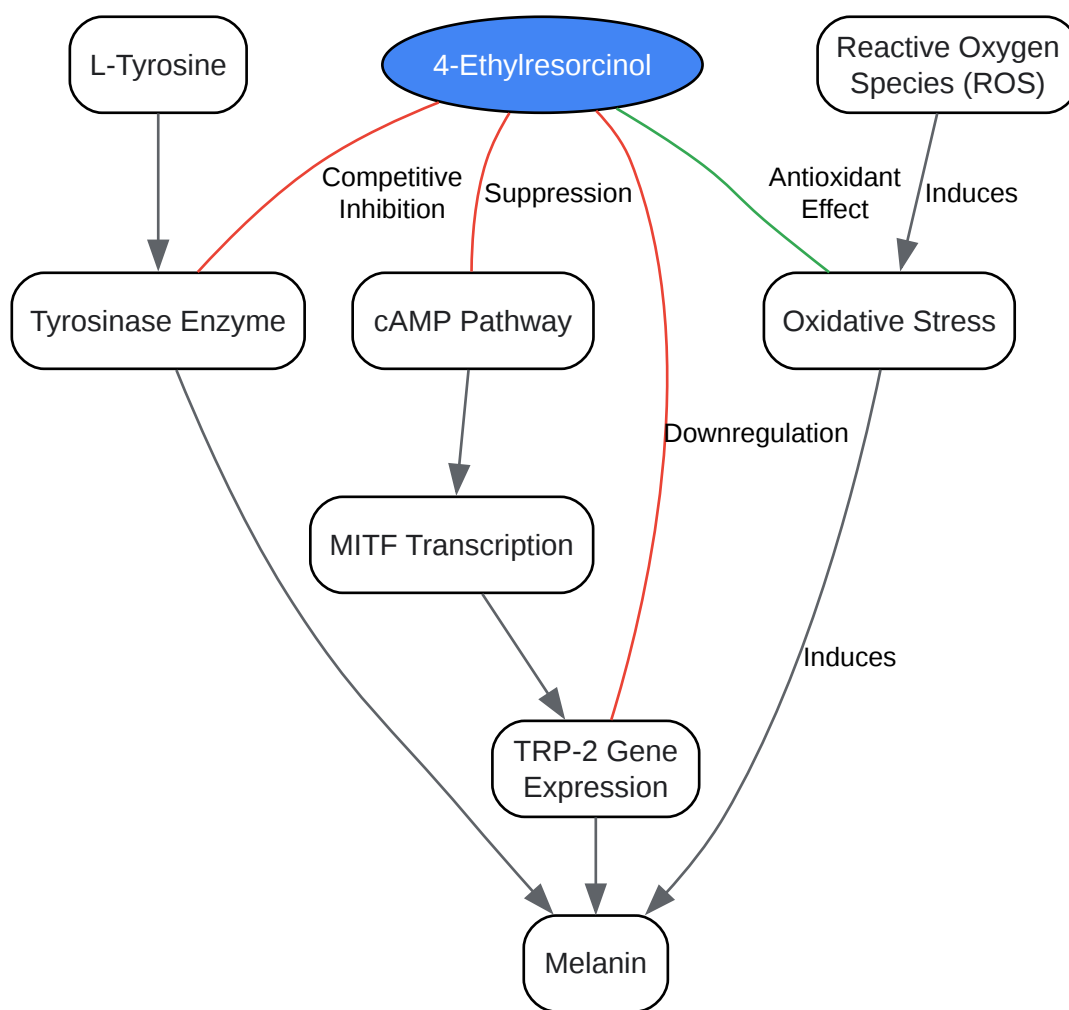 L-Tyrosine
4-Ethylresorcinol
Reactive Oxygen
Species (ROS)
Competitive
Inhibition
Suppression
Antioxidant
Effect
Induces
Tyrosinase Enzyme
cAMP Pathway
Oxidative Stress
Downregulation
MITF Transcription
Induces
TRP-2 Gene
Expression
Melanin